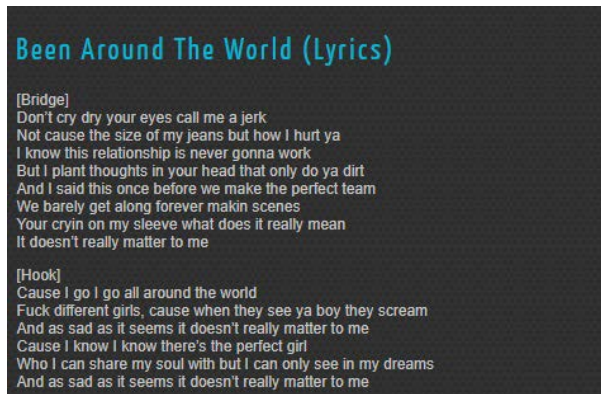 Been Around The World (Lyrics)
[Bridge]
Don't cry dry your eyes call me a jerk
Not cause the size of my jeans but how I hurt ya
I know this relationship is never gonna work
But I plant thoughts in your head that only do ya dirt
And I said this once before we make the perfect team
We barely get along forever makin scenes
Your cryin on my sleeve what does it really mean
It doesn't really matter to me
[Hook]
Cause I go I go all around the world
Fuck different girls, cause when they see ya boy they scream
And as sad as it seems it doesn't really matter to me
Cause I know I know there's the perfect girl
Who I can share my soul with but I can only see in my dreams
And as sad as it seems it doesn't really matter to me